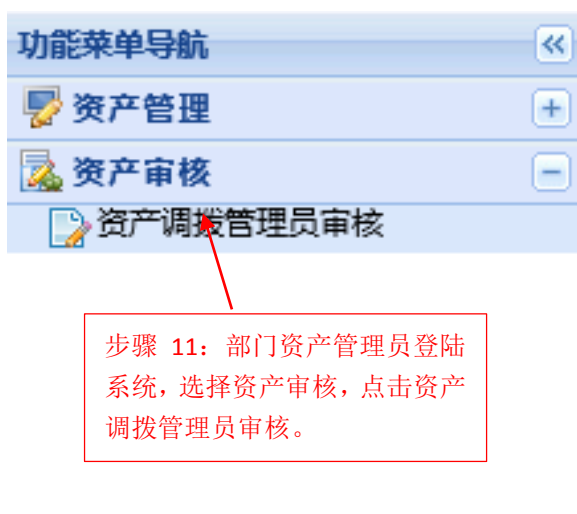 功能菜单导航
资产管理
资产审核
资产调拨管理员审核
步骤 11：部门资产管理员登陆
系统，选择资产审核，点击资产
调拨管理员审核。